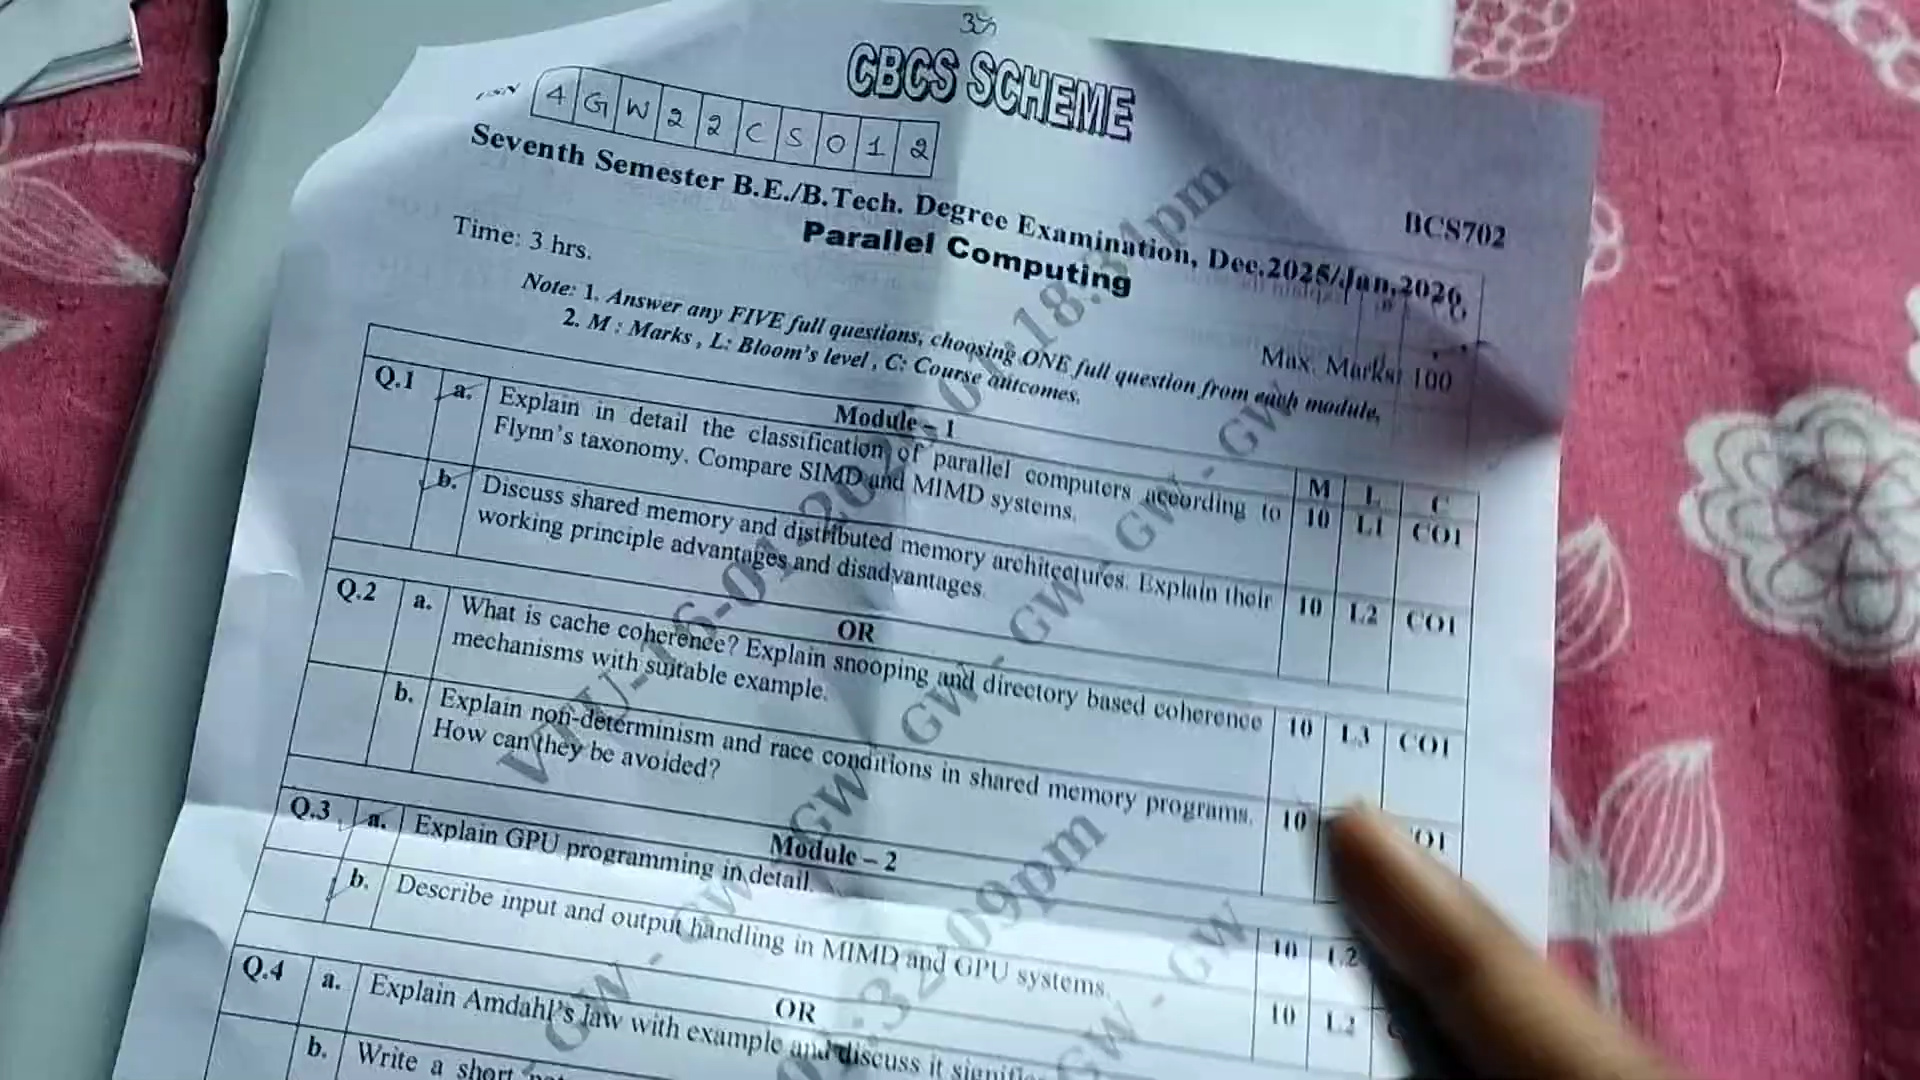 CBCS SCHEME
USN 4GW22CS012
BCS702
Seventh Semester B.E./B.Tech. Degree Examination, Dec.2025/Jan.2026
Parallel Computing
Time: 3 hrs.
Max. Marks: 100
Note: 1. Answer any FIVE full questions, choosing ONE full question from each module.
2. M : Marks , L: Bloom's level , C: Course outcomes.
Module – 1 M L C
Q.1 a. Explain in detail the classification of parallel computers according to 10 L1 CO1
Flynn's taxonomy. Compare SIMD and MIMD systems.
b. Discuss shared memory and distributed memory architectures. Explain their 10 L2 CO1
working principle advantages and disadvantages.
OR
Q.2 a. What is cache coherence? Explain snooping and directory based coherence 10 L3 CO1
mechanisms with suitable example.
b. Explain non-determinism and race conditions in shared memory programs. 10 CO1
How can they be avoided?
Module – 2
Q.3 a. Explain GPU programming in detail. 10 L2
b. Describe input and output handling in MIMD and GPU systems. 10 L2
OR
Q.4 a. Explain Amdahl's law with example and discuss it
b. Write a short